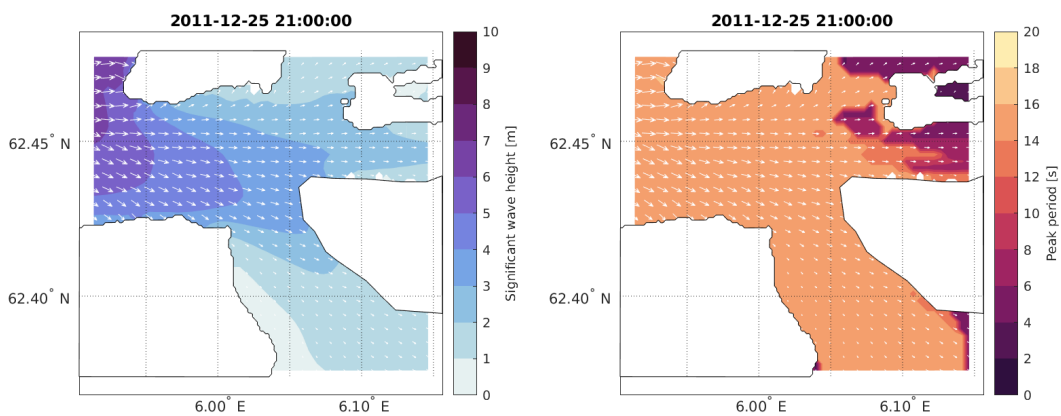 2011-12-25 21:00:00
62.45° N
62.40° N
6.00° E
6.10° E
10
9
8
7
6
5
4
3
2
1
0
Significant wave height [m]
2011-12-25 21:00:00
62.45° N
62.40° N
6.00° E
6.10° E
20
18
16
14
12
10
8
6
4
2
0
Peak period [s]